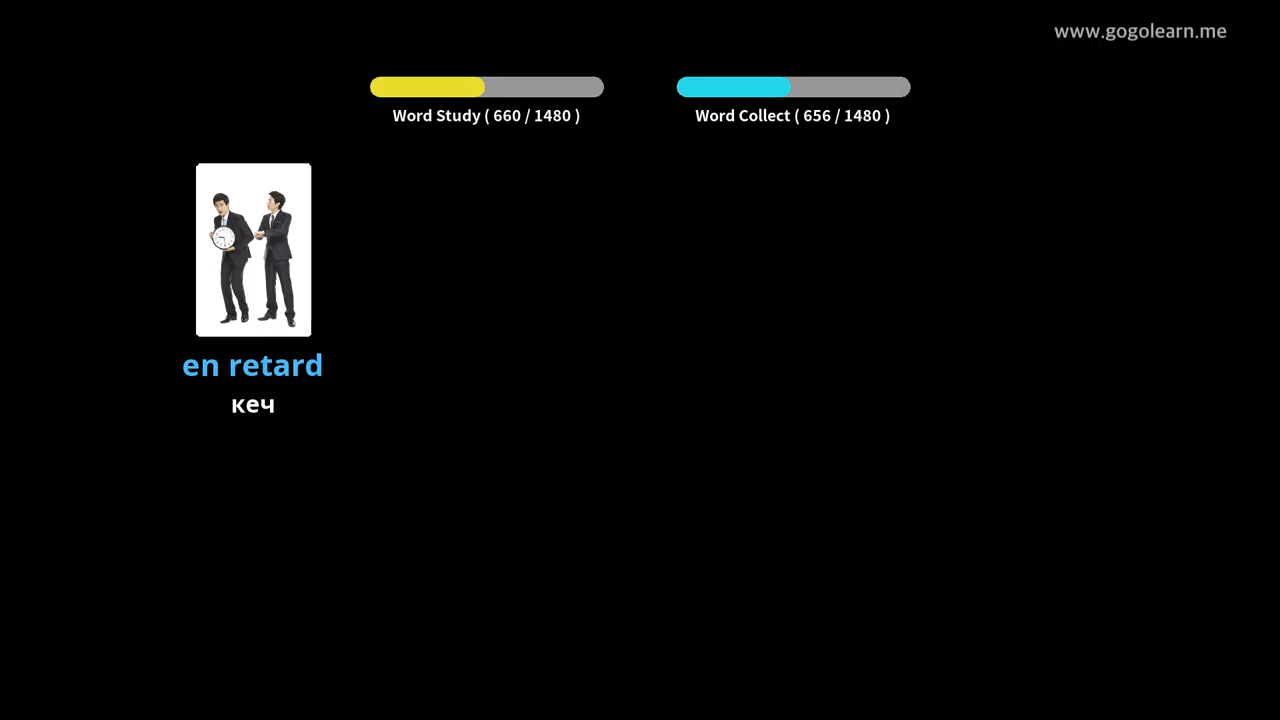 www.gogolearn.me
Word Study ( 660 / 1480 )
Word Collect ( 656 / 1480 )
en retard
кеч